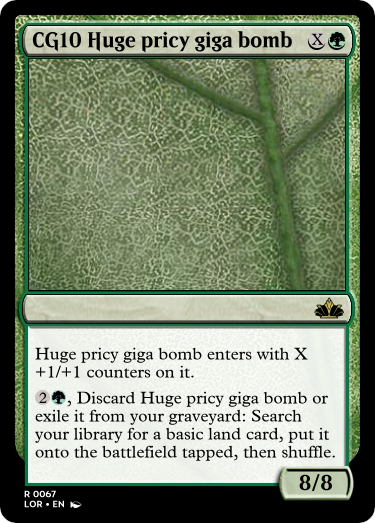 CG10 Huge pricy giga bomb X
Huge pricy giga bomb enters with X
+1/+1 counters on it.
2, Discard Huge pricy giga bomb or
exile it from your graveyard: Search
your library for a basic land card, put it
onto the battlefield tapped, then shuffle.
8/8
R 0067
LOR • EN